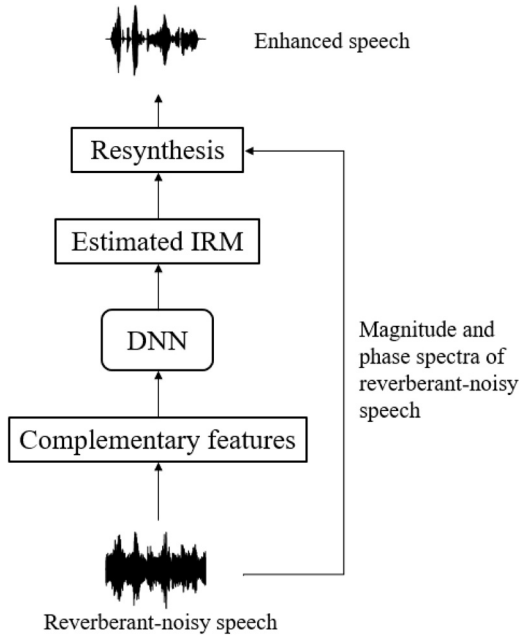 Enhanced speech
Resynthesis
Estimated IRM
DNN
Magnitude and
phase spectra of
reverberant-noisy
speech
Complementary features
Reverberant-noisy speech